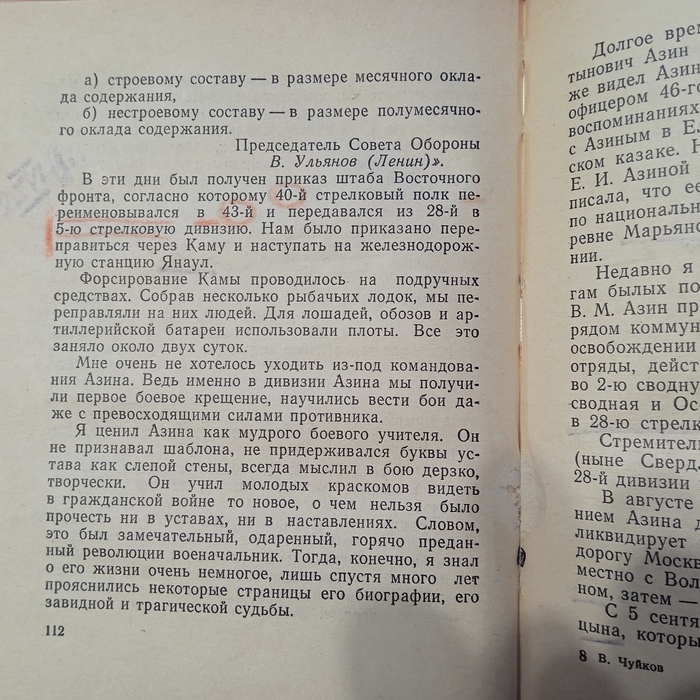 а) строевому составу — в размере месячного окла-
да содержания,
б) нестроевому составу — в размере полумесячно-
го оклада содержания.
Председатель Совета Обороны
В. Ульянов (Ленин)».
В эти дни был получен приказ штаба Восточного
фронта, согласно которому 40-й стрелковый полк пе-
реименовывался в 43-й и передавался из 28-й в
5-ю стрелковую дивизию. Нам было приказано пере-
правиться через Каму и наступать на железнодорож-
ную станцию Янаул.
Форсирование Камы проводилось на подручных
средствах. Собрав несколько рыбачьих лодок, мы пе-
реправляли на них людей. Для лошадей, обозов и ар-
тиллерийской батареи использовали плоты. Все это
заняло около двух суток.
Мне очень не хотелось уходить из-под командова-
ния Азина. Ведь именно в дивизии Азина мы получи-
ли первое боевое крещение, научились вести бои да-
же с превосходящими силами противника.
Я ценил Азина как мудрого боевого учителя. Он
не признавал шаблона, не придерживался буквы ус-
тава как слепой стены, всегда мыслил в бою дерзко,
творчески. Он учил молодых краскомов видеть
в гражданской войне то новое, о чем нельзя было
прочесть ни в уставах, ни в наставлениях. Словом,
это был замечательный, одаренный, горячо предан-
ный революции военачальник. Тогда, конечно, я знал
о его жизни очень немногое, лишь спустя много лет
прояснились некоторые страницы его биографии, его
завидной и трагической судьбы.
112
Долгое врем
тынович Азин
же видел Азин
офицером 46-го
воспоминаниях
с Азиным в Ел
ском казаке. Н
Е. И. Азиной
писала, что ее
по национальн
ревне Марьяно
нии.
Недавно я
гам былых по
В. М. Азин пр
рядом коммун
освобождении
отряды, дейст
во 2-ю сводну
сводная и Ос
в 28-ю стрелк
Стремитель
(ныне Сверд
28-й дивизии
В августе
нием Азина д
ликвидирует
дорогу Москв
местно с Вол
ном, затем —
С 5 сентя
цына, которы
8 В. Чуйков